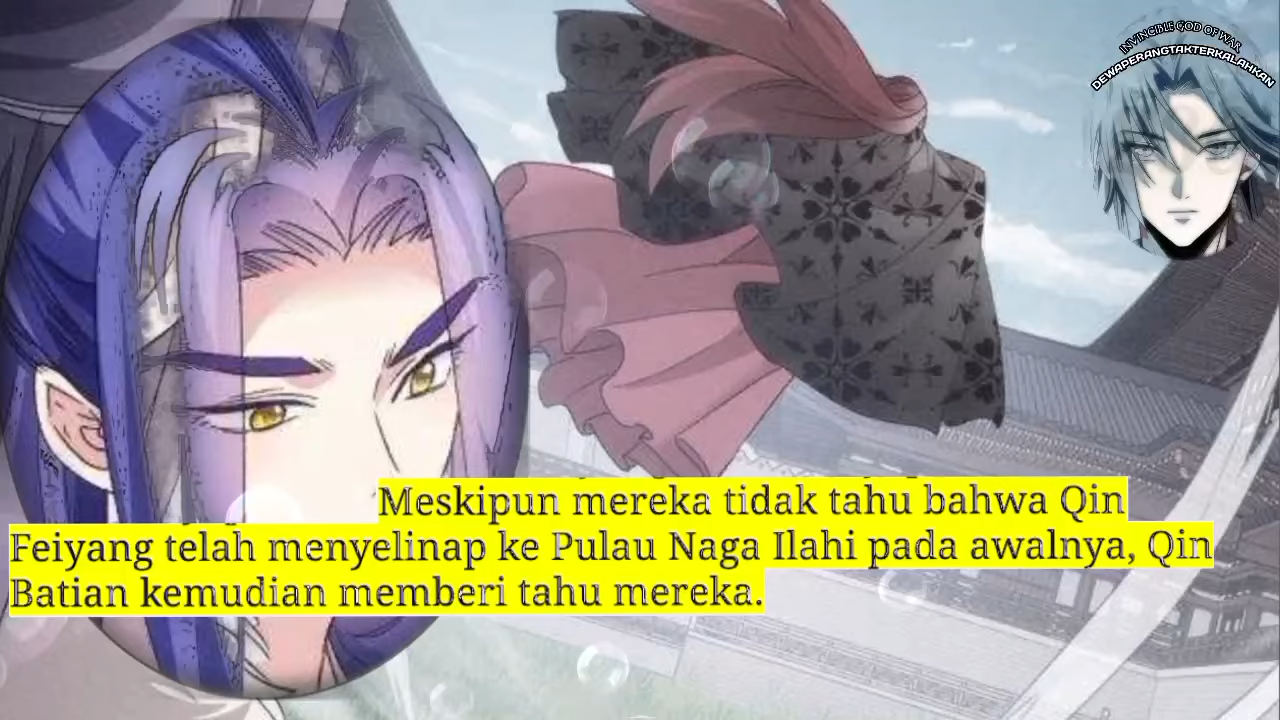 INVINCIBLE GOD OF WAR
DEWAPERANGTAKTERKALAHKAN
Meskipun mereka tidak tahu bahwa Qin
Feiyang telah menyelinap ke Pulau Naga Ilahi pada awalnya, Qin
Batian kemudian memberi tahu mereka.